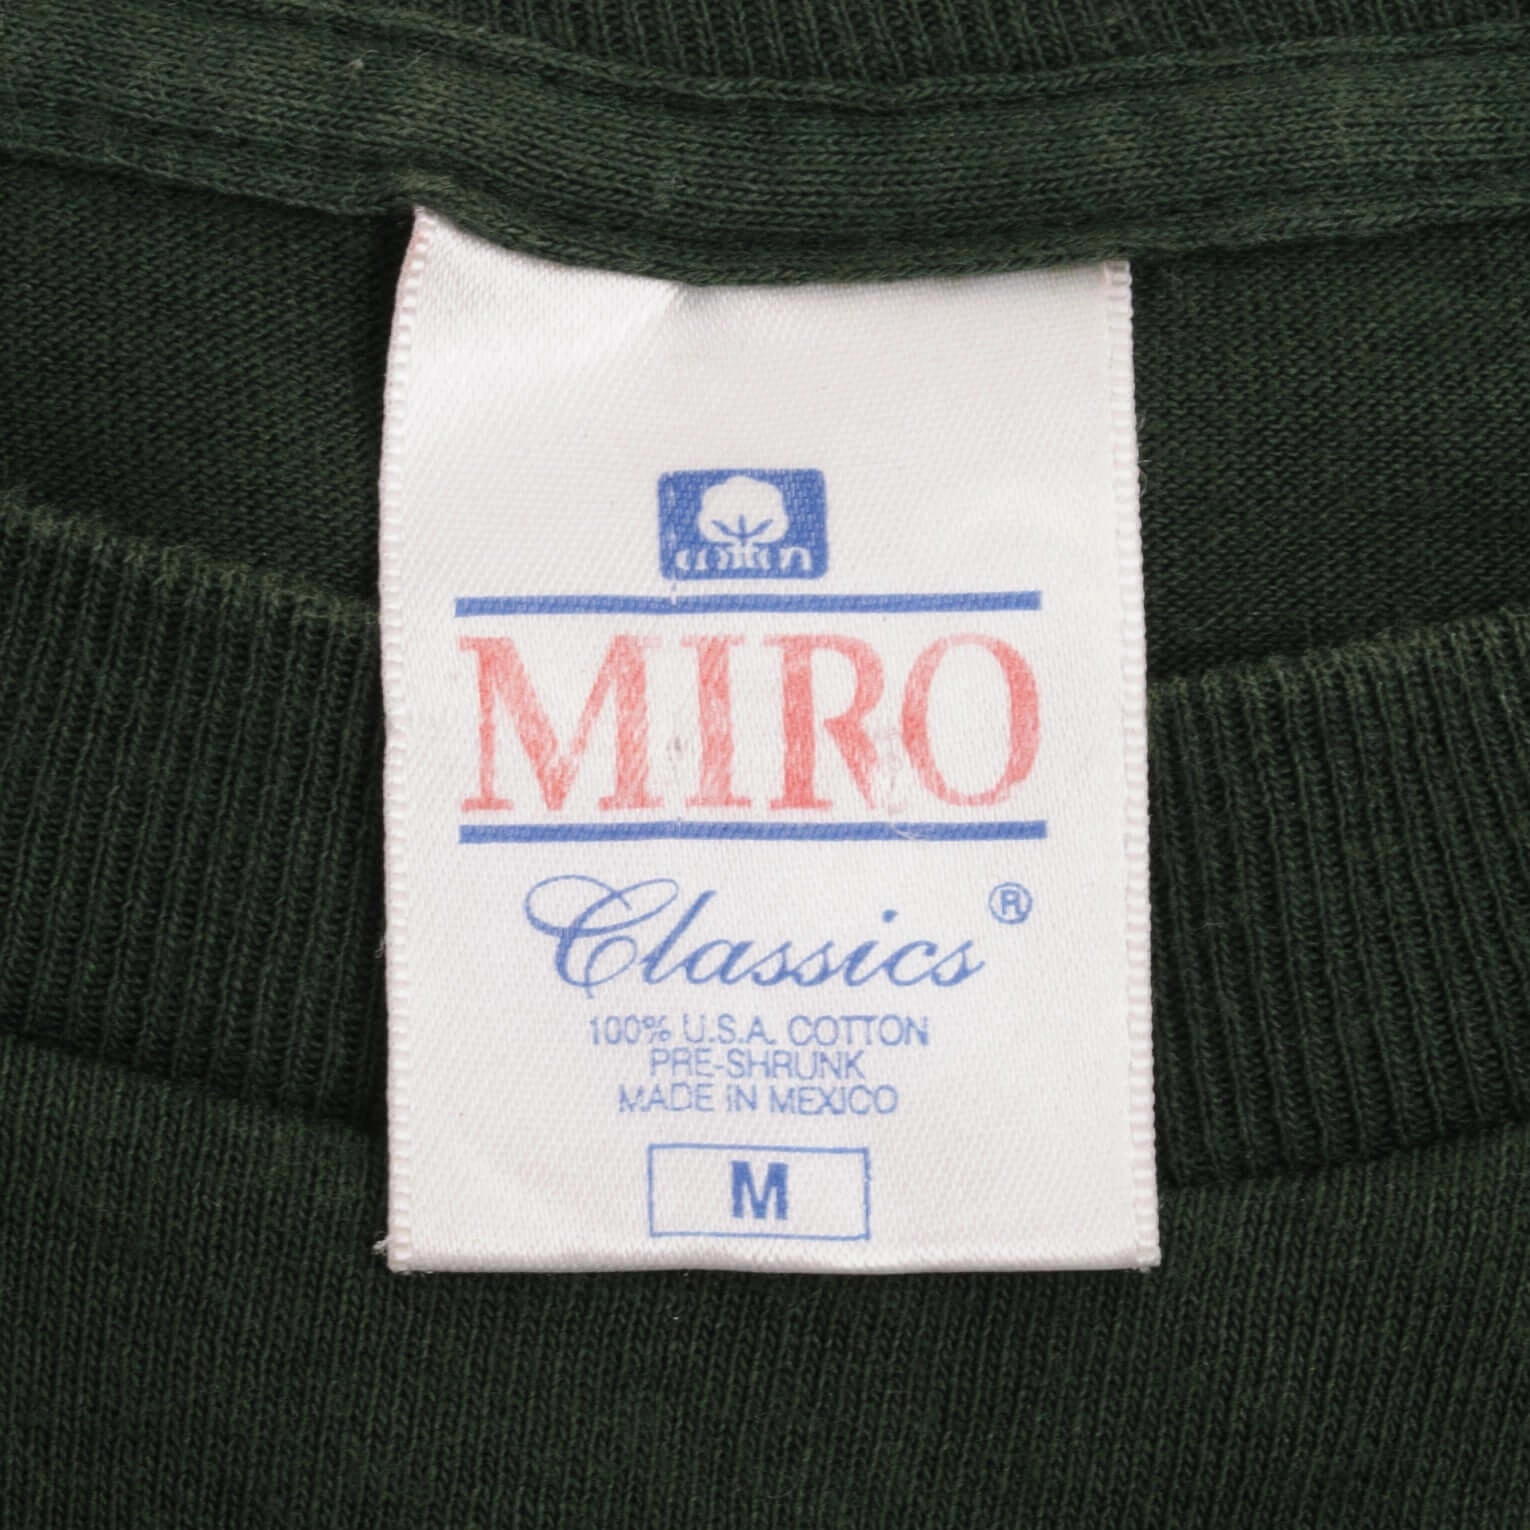 cotton
MIRO
Classics ®
100% U.S.A. COTTON
PRE-SHRUNK
MADE IN MEXICO
M